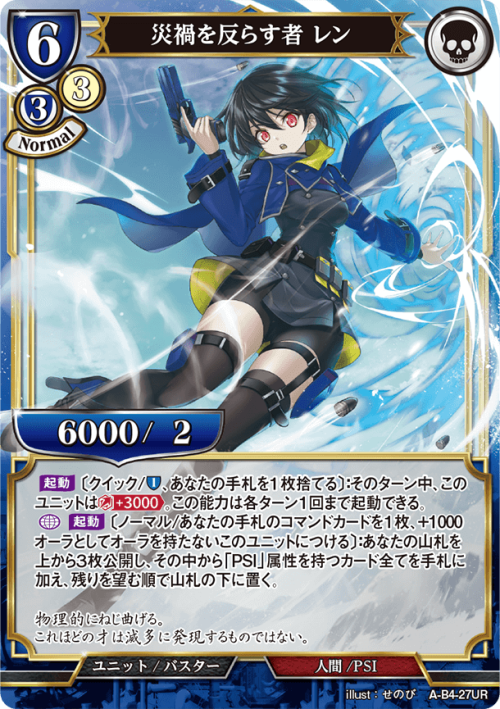 6
災禍を反らす者 レン
3
3
Normal
6000/ 2
起動 〔クイック/1、あなたの手札を1枚捨てる〕:そのターン中、この
ユニットは+3000。この能力は各ターン1回まで起動できる。
起動 〔ノーマル/あなたの手札のコマンドカードを1枚、+1000
オーラとしてオーラを持たないこのユニットにつける〕:あなたの山札を
上から3枚公開し、その中から「PSI」属性を持つカード全てを手札に
加え、残りを望む順で山札の下に置く。
物理的にねじ曲げる。
これほどの才は滅多に発現するものではない。
ユニット / バスター
人間 /PSI
illust : せのび A-B4-27UR